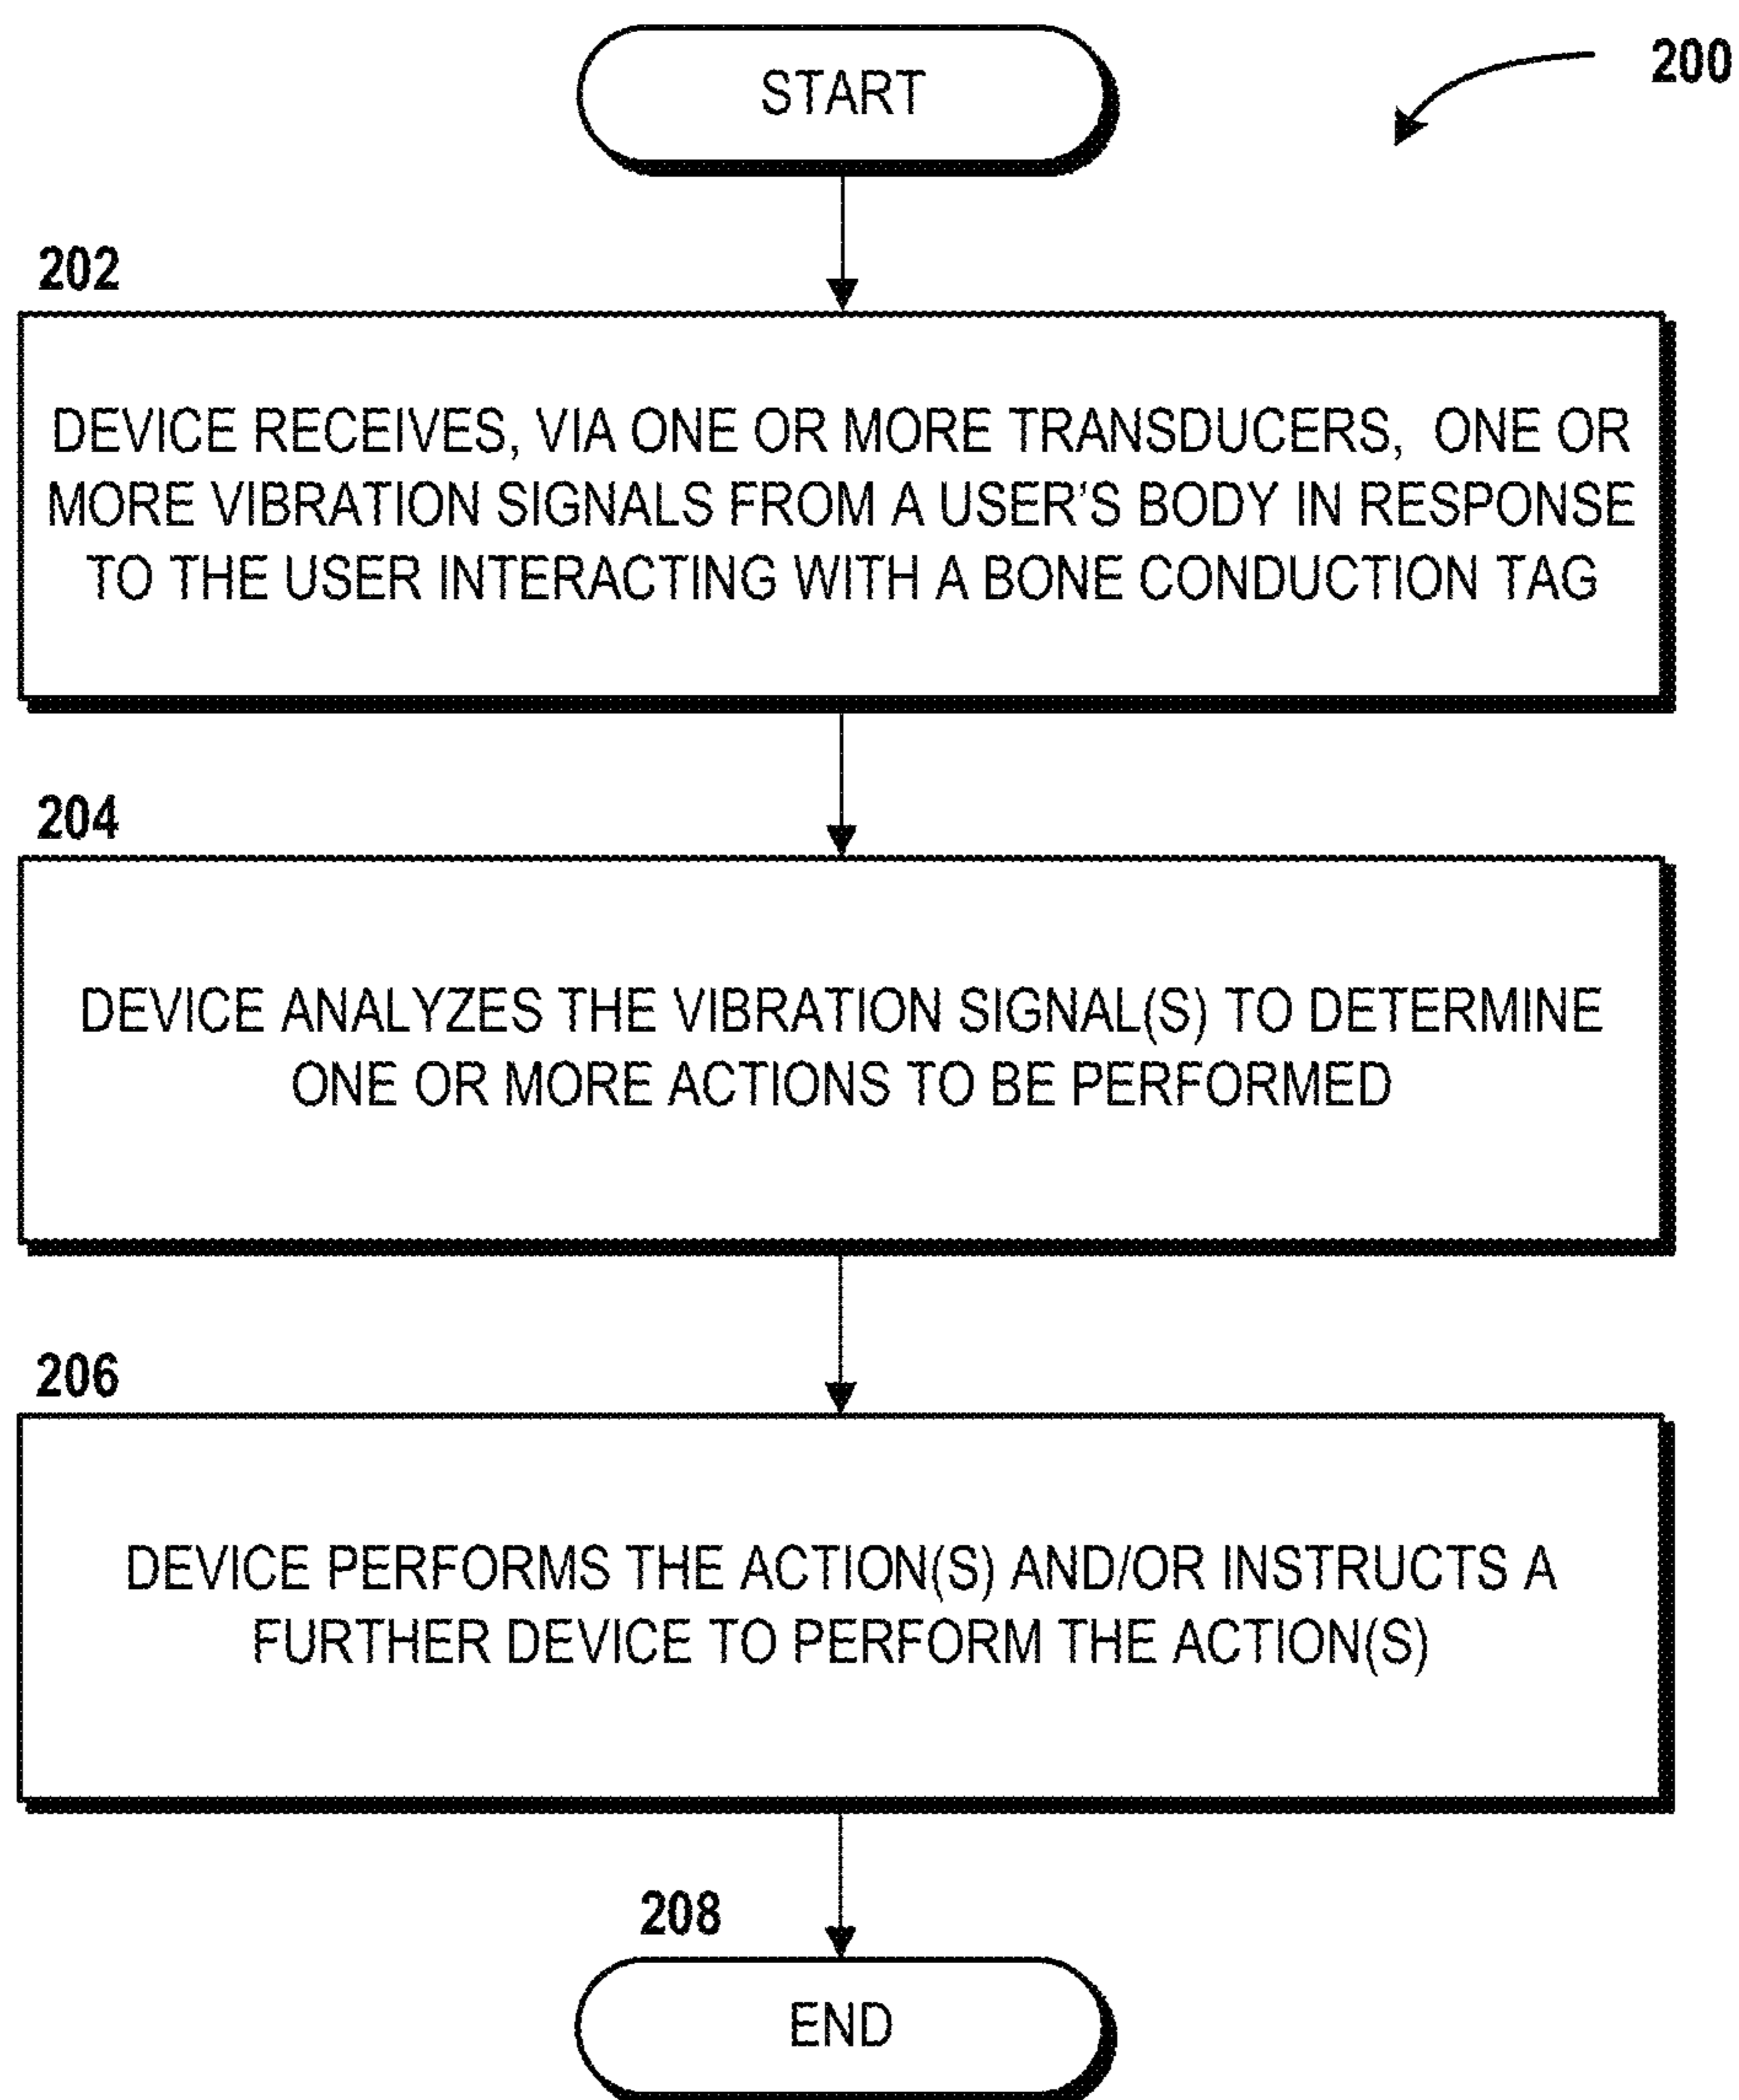 START
200
202
DEVICE RECEIVES, VIA ONE OR MORE TRANSDUCERS, ONE OR
MORE VIBRATION SIGNALS FROM A USER'S BODY IN RESPONSE
TO THE USER INTERACTING WITH A BONE CONDUCTION TAG
204
DEVICE ANALYZES THE VIBRATION SIGNAL(S) TO DETERMINE
ONE OR MORE ACTIONS TO BE PERFORMED
206
DEVICE PERFORMS THE ACTION(S) AND/OR INSTRUCTS A
FURTHER DEVICE TO PERFORM THE ACTION(S)
208
END